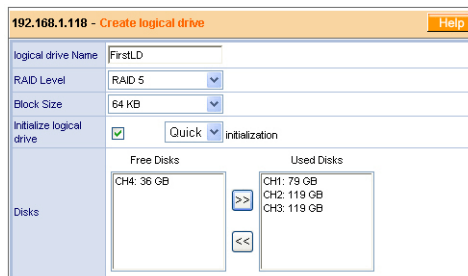 192.168.1.118 - Create logical drive Help
logical drive Name FirstLD
RAID Level RAID 5
Block Size 64 KB
Initialize logical drive Quick initialization
Free Disks Used Disks
Disks
CH4: 36 GB
>>
<<
CH1: 79 GB
CH2: 119 GB
CH3: 119 GB